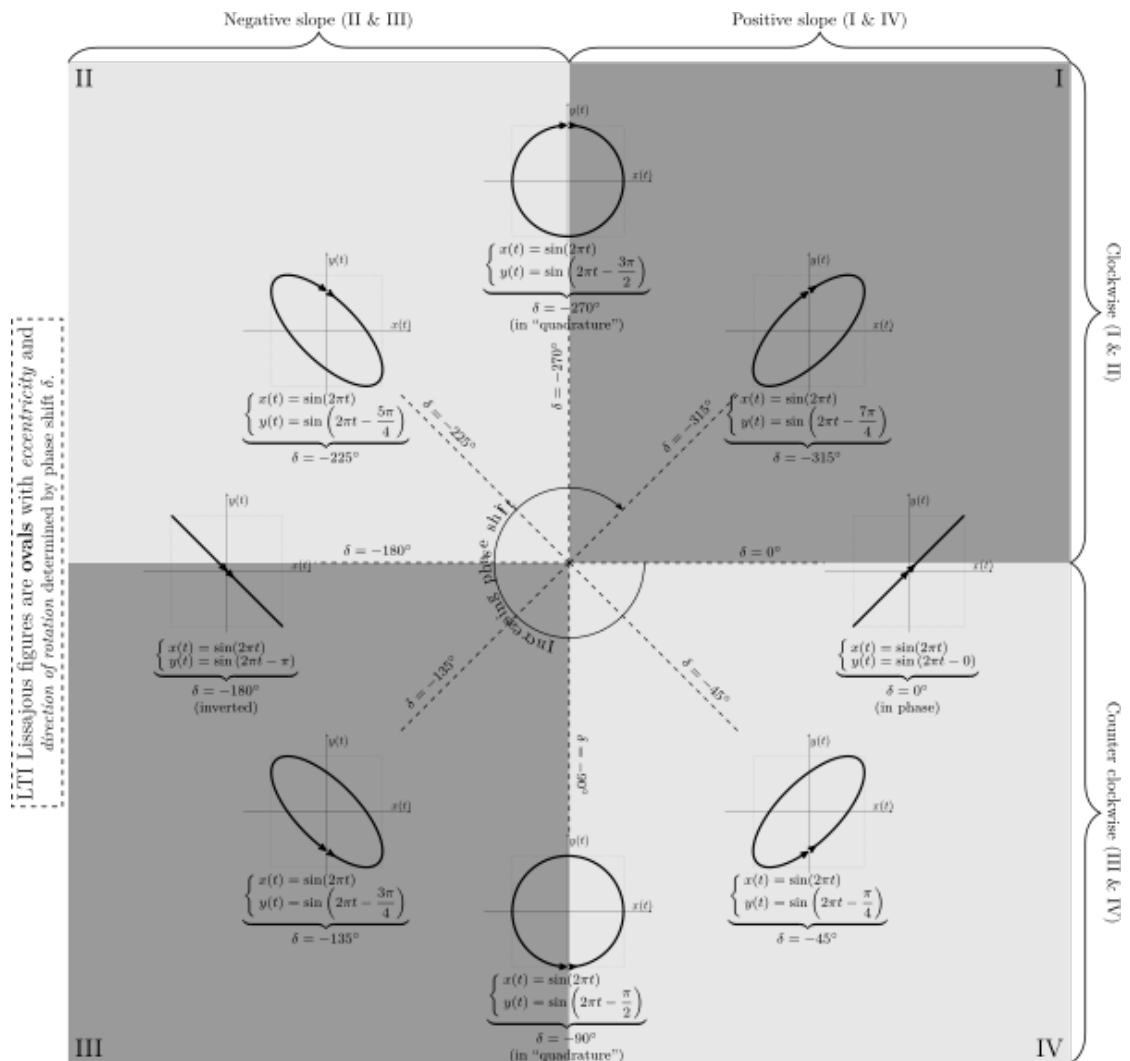 Negative slope (II & III)
Positive slope (I & IV)
II
I
y(t)
x(t)
x(t) = sin(2πt)
y(t) = sin (2πt − 3π/2)
δ = −270°
(in “quadrature”)
y(t)
x(t)
x(t) = sin(2πt)
y(t) = sin (2πt − 5π/4)
δ = −225°
y(t)
x(t)
x(t) = sin(2πt)
y(t) = sin (2πt − 7π/4)
δ = −315°
Clockwise (I & II)
LTI Lissajous figures are ovals with eccentricity and
direction of rotation determined by phase shift δ.
δ = −270°
δ = −225°
δ = −315°
y(t)
x(t)
x(t) = sin(2πt)
y(t) = sin (2πt − π)
δ = −180°
(inverted)
δ = −180°
Increasing phase shift
δ = 0°
y(t)
x(t)
x(t) = sin(2πt)
y(t) = sin (2πt − 0)
δ = 0°
(in phase)
δ = −135°
δ = −45°
δ = −90°
Counter clockwise (III & IV)
y(t)
x(t)
x(t) = sin(2πt)
y(t) = sin (2πt − 3π/4)
δ = −135°
y(t)
x(t)
x(t) = sin(2πt)
y(t) = sin (2πt − π/4)
δ = −45°
y(t)
x(t)
x(t) = sin(2πt)
y(t) = sin (2πt − π/2)
δ = −90°
(in “quadrature”)
III
IV